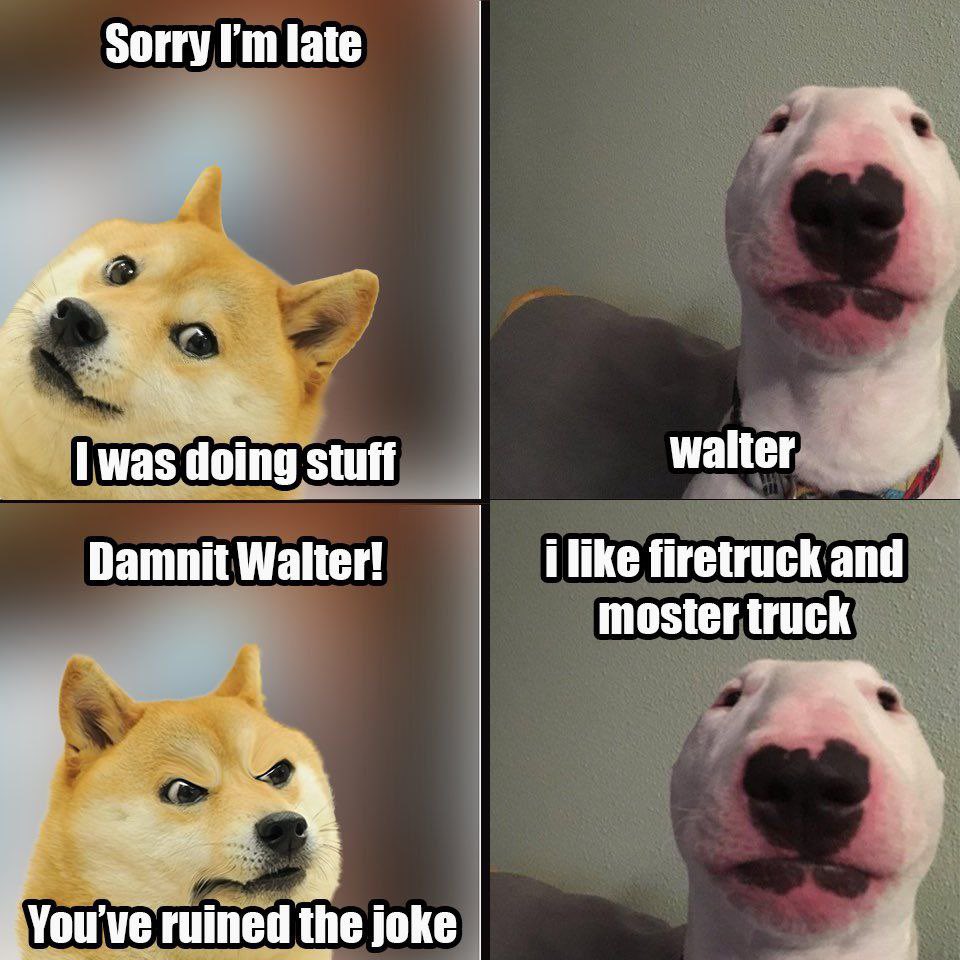 Sorry I'm late
I was doing stuff
walter
Damnit Walter!
You've ruined the joke
i like firetruck and
moster truck